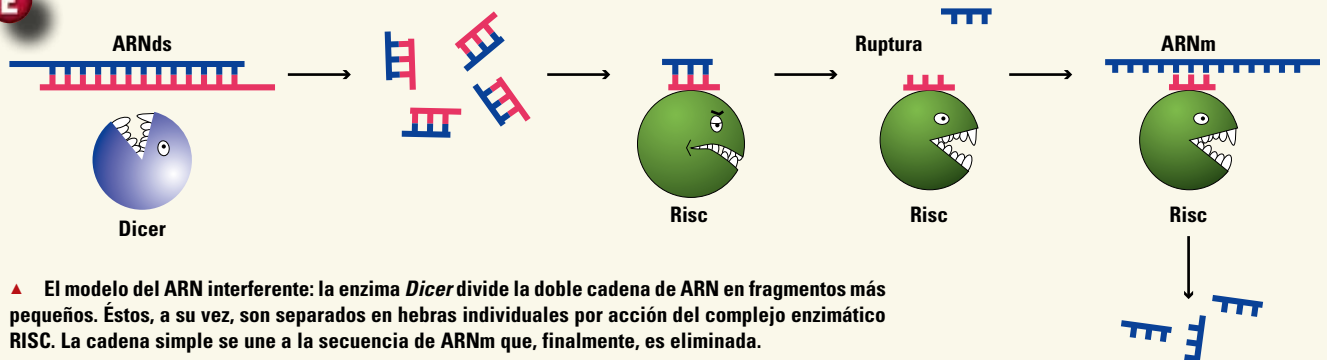 E
ARNds
Ruptura
ARNm
Dicer
Risc
Risc
Risc
▲ El modelo del ARN interferente: la enzima Dicer divide la doble cadena de ARN en fragmentos más
pequeños. Éstos, a su vez, son separados en hebras individuales por acción del complejo enzimático
RISC. La cadena simple se une a la secuencia de ARNm que, finalmente, es eliminada.